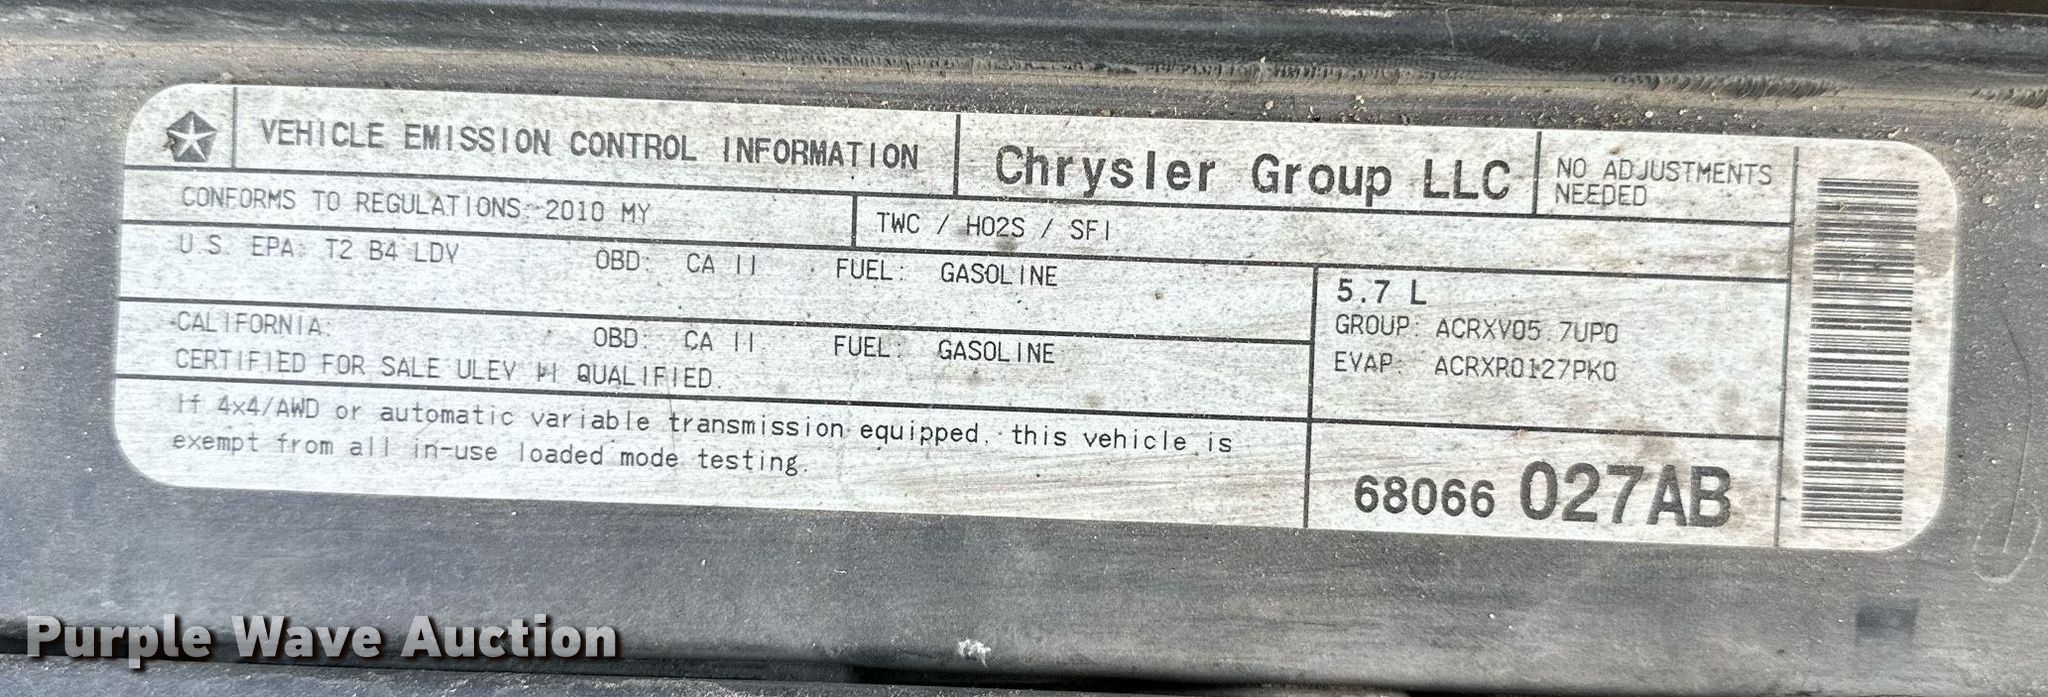 VEHICLE EMISSION CONTROL INFORMATION
Chrysler Group LLC
NO ADJUSTMENTS
NEEDED
CONFORMS TO REGULATIONS: 2010 MY
TWC / HO2S / SFI
U.S. EPA: T2 B4 LDV OBD: CA II FUEL: GASOLINE
CALIFORNIA: OBD: CA II FUEL: GASOLINE
CERTIFIED FOR SALE ULEV II QUALIFIED.
5.7 L
GROUP: ACRXV05.7UP0
EVAP: ACRXR0127PK0
If 4x4/AWD or automatic variable transmission equipped, this vehicle is
exempt from all in-use loaded mode testing.
68066 027AB
Purple Wave Auction